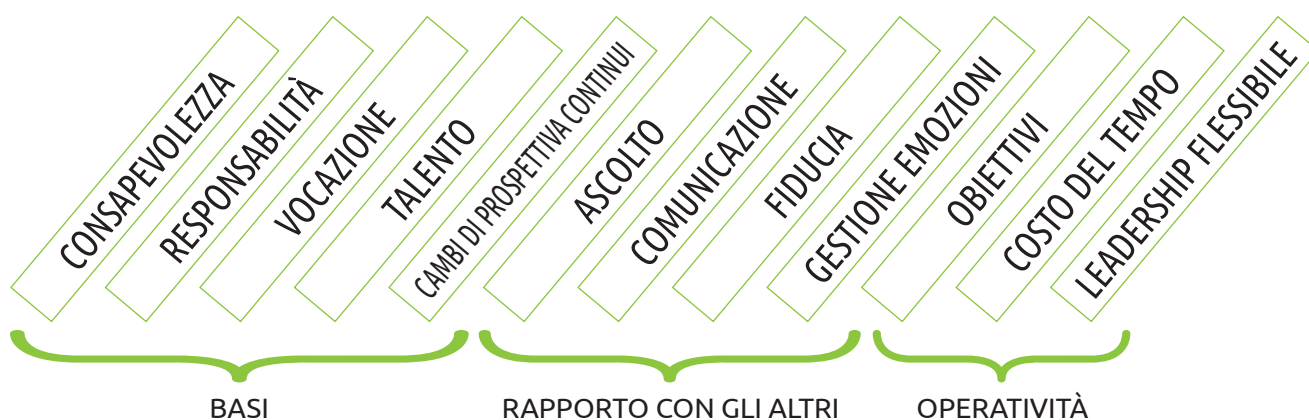 CONSAPEVOLEZZA
RESPONSABILITÀ
VOCAZIONE
TALENTO
CAMBI DI PROSPETTIVA CONTINUI
ASCOLTO
COMUNICAZIONE
FIDUCIA
GESTIONE EMOZIONI
OBIETTIVI
COSTO DEL TEMPO
LEADERSHIP FLESSIBILE
BASI
RAPPORTO CON GLI ALTRI
OPERATIVITÀ